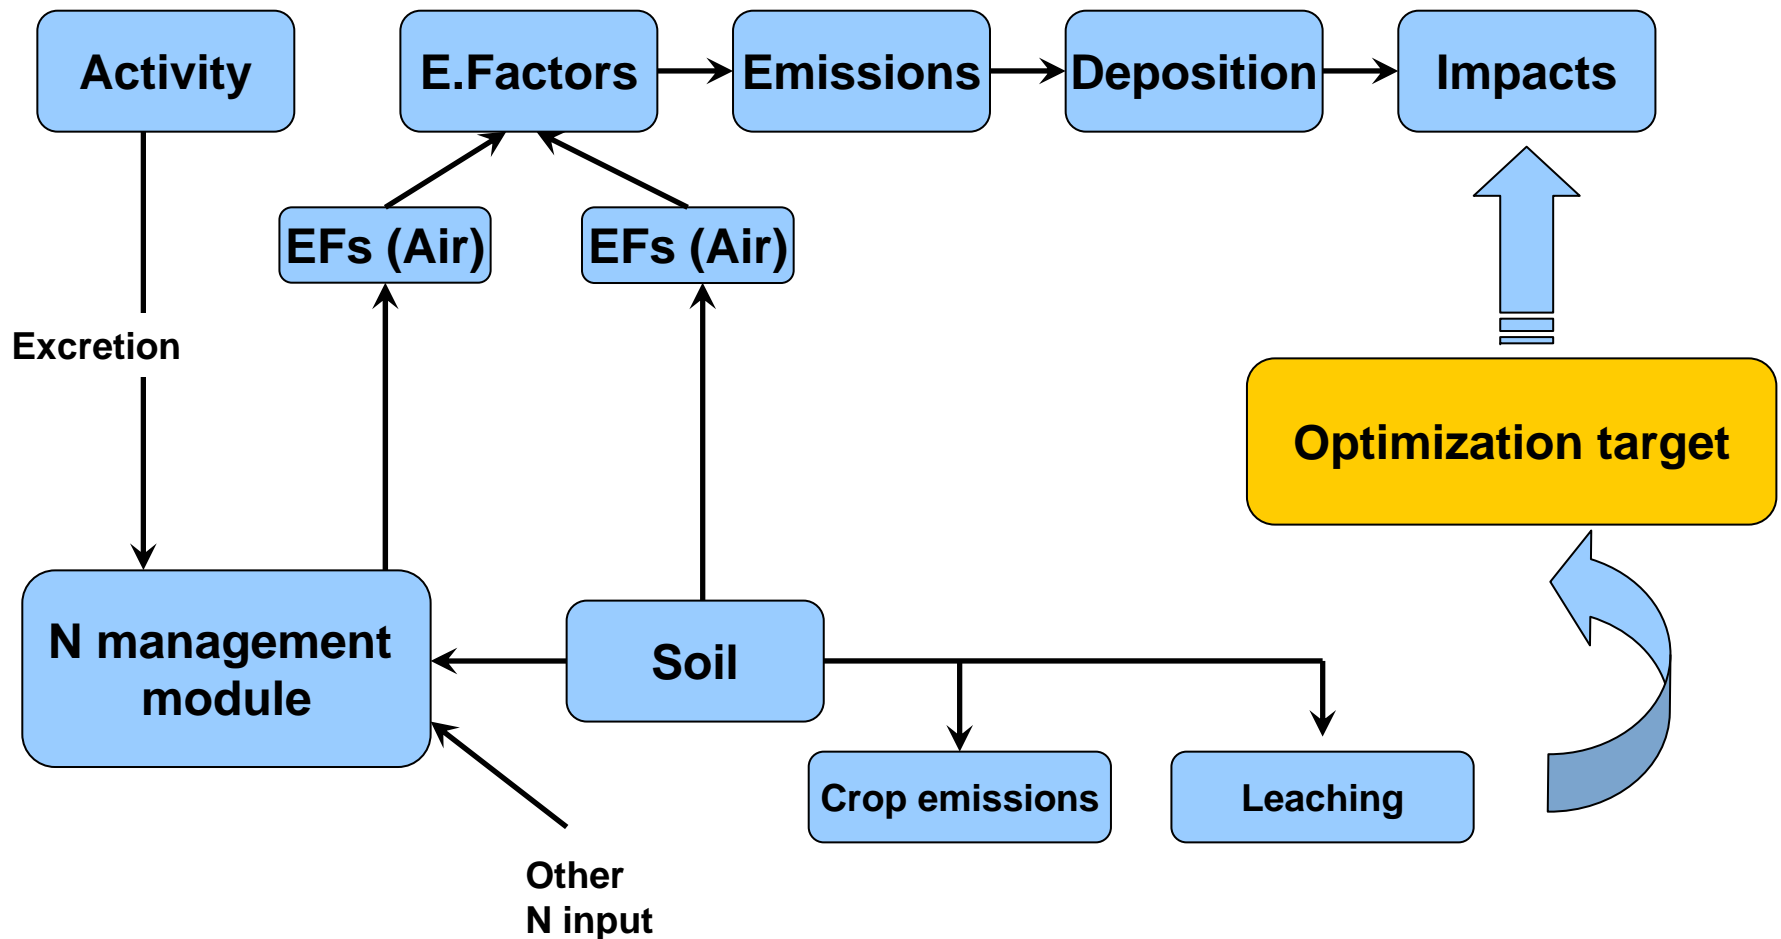 Activity
E.Factors
Emissions
Deposition
Impacts
EFs (Air)
EFs (Air)
Excretion
Optimization target
N management
module
Soil
Crop emissions
Leaching
Other
N input